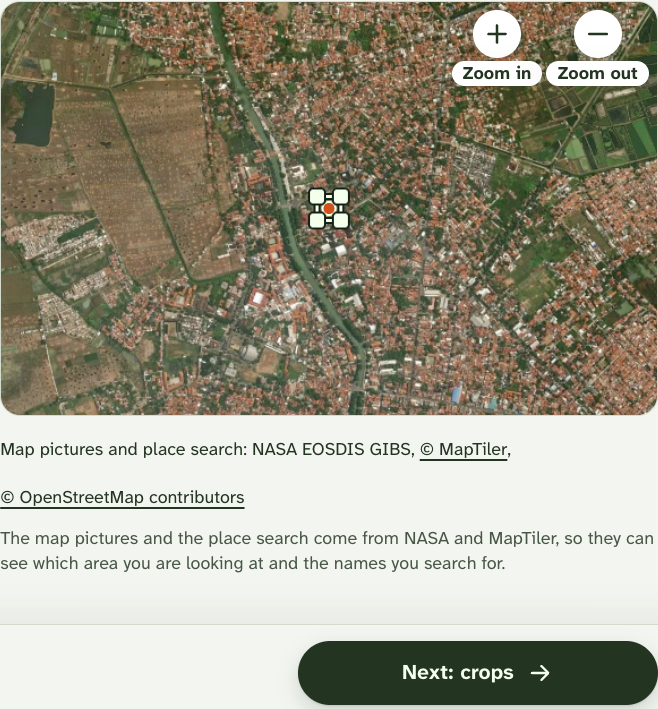 Zoom in
Zoom out
Map pictures and place search: NASA EOSDIS GIBS, © MapTiler,
© OpenStreetMap contributors
The map pictures and the place search come from NASA and MapTiler, so they can
see which area you are looking at and the names you search for.
Next: crops